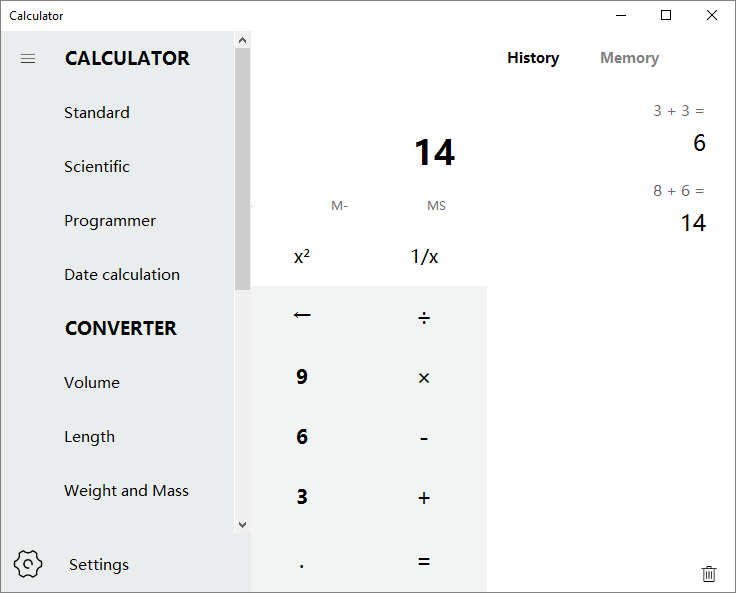 Calculator
CALCULATOR
Standard
Scientific
Programmer
Date calculation
CONVERTER
Volume
Length
Weight and Mass
Settings
14
M- MS
x² 1/x
← ÷
9 ×
6 -
3 +
. =
History Memory
3 + 3 =
6
8 + 6 =
14